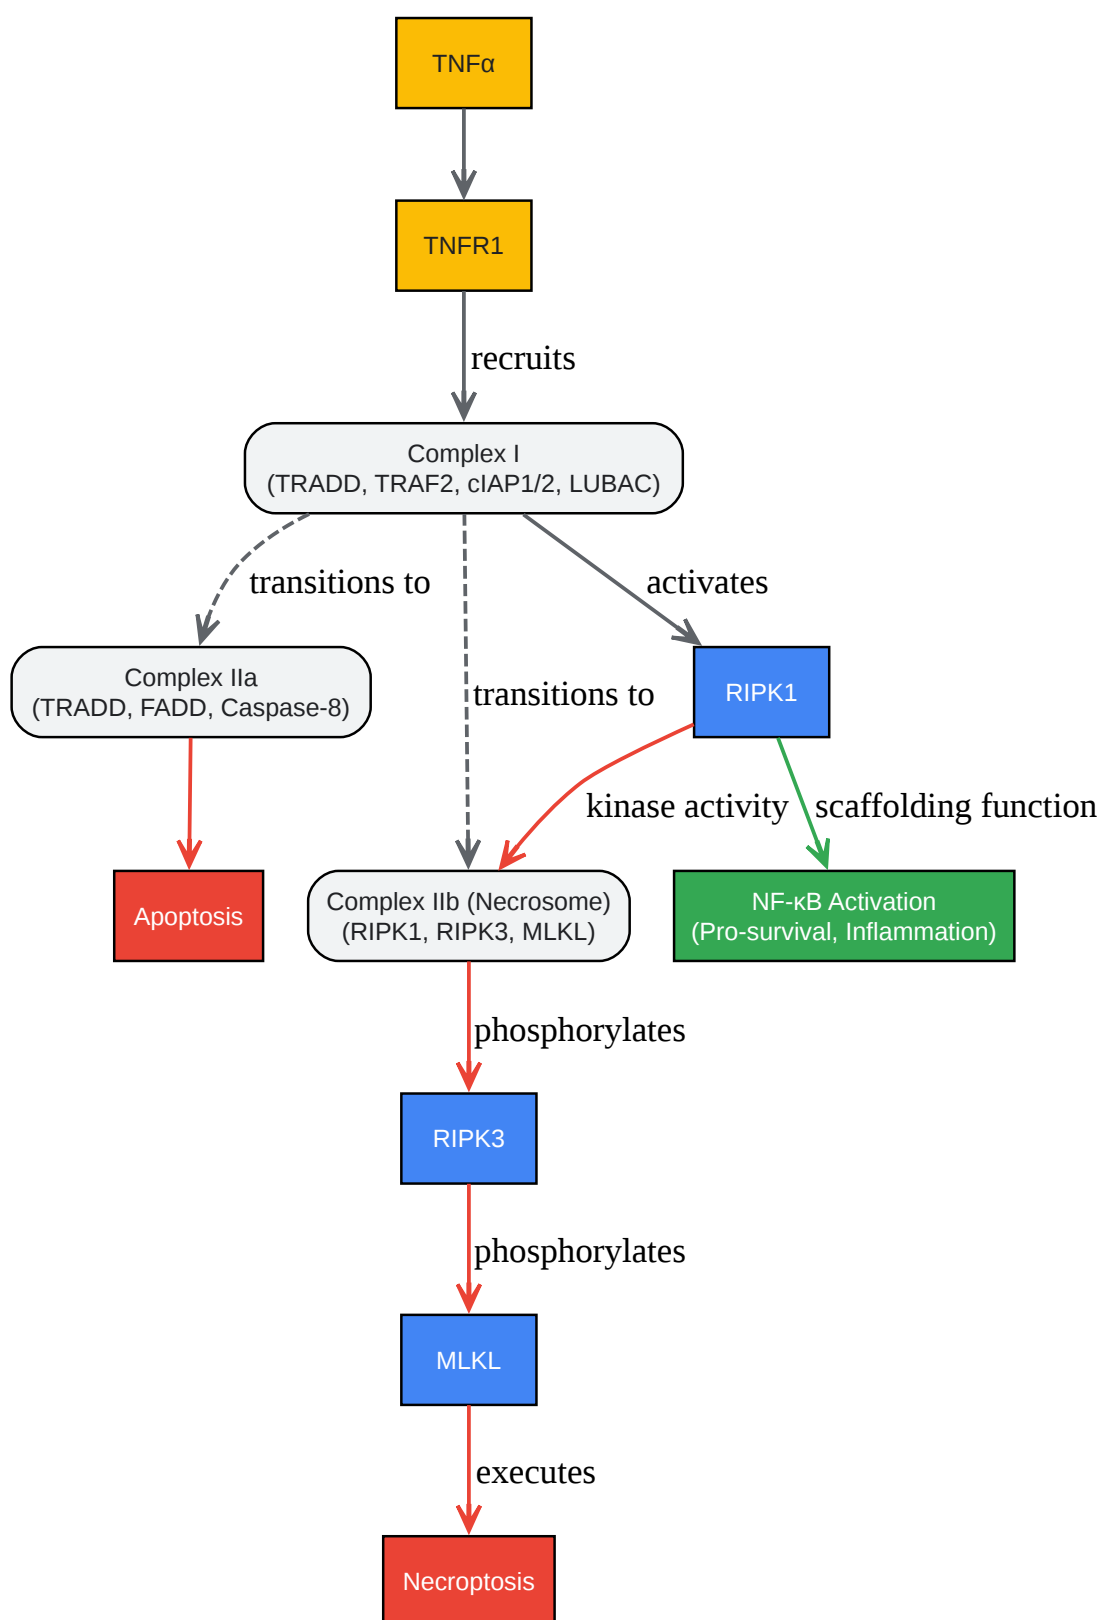 TNFα
TNFR1
recruits
Complex I
(TRADD, TRAF2, cIAP1/2, LUBAC)
transitions to
activates
Complex IIa
(TRADD, FADD, Caspase-8)
transitions to
RIPK1
kinase activity
scaffolding function
Apoptosis
Complex IIb (Necrosome)
(RIPK1, RIPK3, MLKL)
NF-κB Activation
(Pro-survival, Inflammation)
phosphorylates
RIPK3
phosphorylates
MLKL
executes
Necroptosis